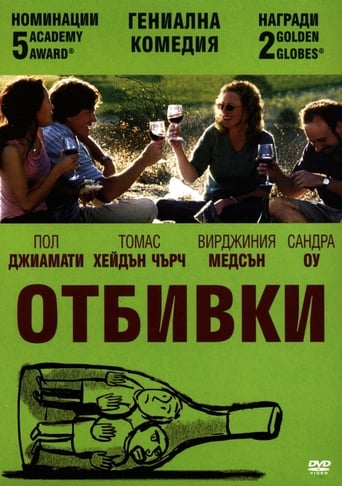 НОМИНАЦИИ
5 ACADEMY AWARD®
ГЕНИАЛНА
КОМЕДИЯ
НАГРАДИ
2 GOLDEN GLOBES®
ПОЛ
ДЖИАМАТИ
ТОМАС
ХЕЙДЪН ЧЪРЧ
ВИРДЖИНИЯ
МЕДСЪН
САНДРА
ОУ
ОТБИВКИ
DVD
VIDEO